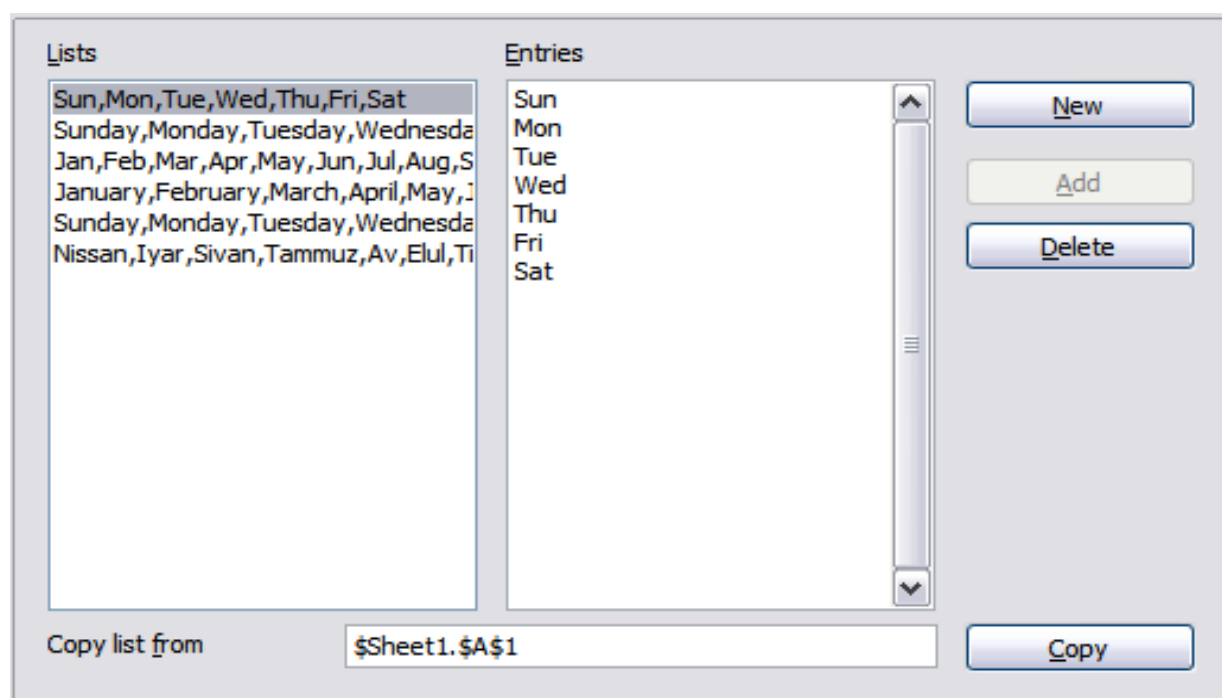 Lists
Entries
Sun,Mon,Tue,Wed,Thu,Fri,Sat
Sunday,Monday,Tuesday,Wednesda
Jan,Feb,Mar,Apr,May,Jun,Jul,Aug,S
January,February,March,April,May,J
Sunday,Monday,Tuesday,Wednesda
Nissan,Iyar,Sivan,Tammuz,Av,Elul,Ti
Sun
Mon
Tue
Wed
Thu
Fri
Sat
New
Add
Delete
Copy list from
$Sheet1.$A$1
Copy